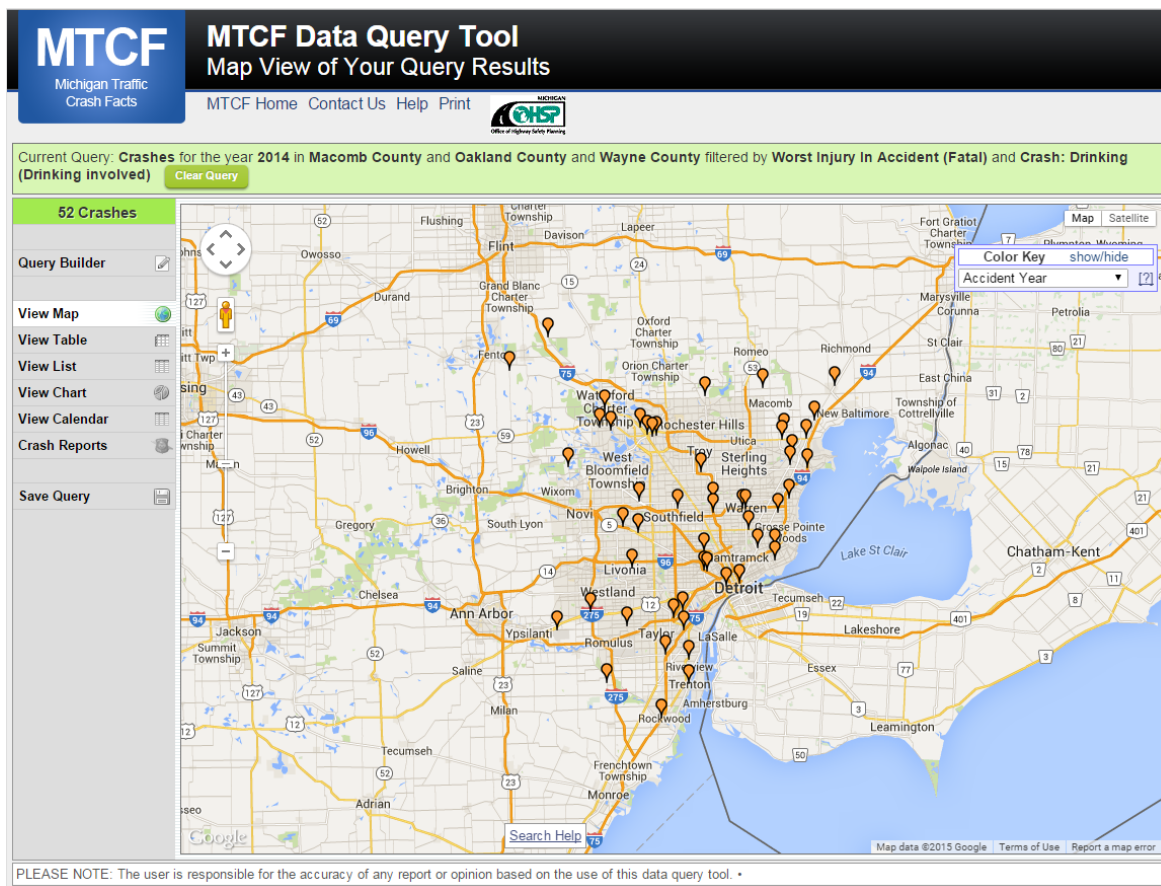 MTCF
Michigan Traffic
Crash Facts
MTCF Data Query Tool
Map View of Your Query Results
MTCF Home Contact Us Help Print
MICHIGAN
OHSP
Office of Highway Safety Planning
Current Query: Crashes for the year 2014 in Macomb County and Oakland County and Wayne County filtered by Worst Injury In Accident (Fatal) and Crash: Drinking
(Drinking involved) Clear Query
52 Crashes
Query Builder
View Map
View Table
View List
View Chart
View Calendar
Crash Reports
Save Query
Map Satellite
Color Key show/hide
Accident Year [?]
Charter
Township
Flushing
Lapeer
Davison
Flint
Owosso
Fort Gratiot
Charter
Township
Plympton-Wyoming
Grand Blanc
Charter
Township
Durand
Marysville
Corunna
Petrolia
Oxford
Charter
Township
Fenton
Romeo
Richmond
St Clair
Orion Charter
Township
East China
Waterford
Charter
Township
Macomb
New Baltimore
Township of
Cottrellville
Rochester Hills
Utica
Algonac
Howell
Troy
Sterling
Heights
West
Bloomfield
Township
Walpole Island
Brighton
Wixom
Warren
Novi
Southfield
South Lyon
Gregory
Grosse Pointe
Woods
Hamtramck
Lake St Clair
Chatham-Kent
Livonia
Chelsea
Westland
Detroit
Tecumseh
Ann Arbor
Ypsilanti
Jackson
Summit
Township
Romulus
Taylor
LaSalle
Lakeshore
Saline
Essex
Riverview
Trenton
Milan
Amherstburg
Rockwood
Leamington
Tecumseh
Frenchtown
Township
Monroe
Adrian
Google
Search Help
Map data ©2015 Google Terms of Use Report a map error
PLEASE NOTE: The user is responsible for the accuracy of any report or opinion based on the use of this data query tool. •